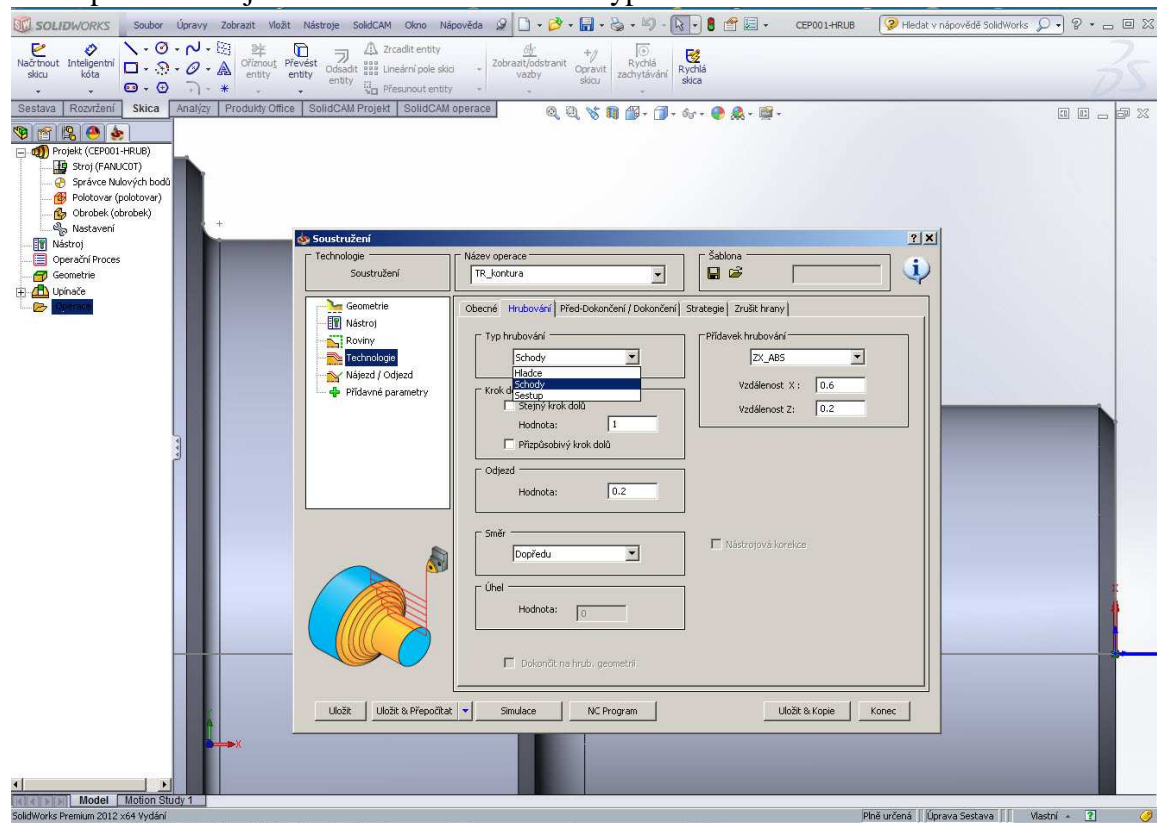 SOLIDWORKS Soubor Úpravy Zobrazit Vložit Nástroje SolidCAM Okno Nápověda CEP001-HRUB Hledat v nápovědě SolidWorks
Načrtnout skicu
Inteligentní kóta
Oříznout entity
Převést entity
Odsadit entity
Zrcadlit entity
Lineární pole skici
Přesunout entity
Zobrazit/odstranit vazby
Opravit skicu
Rychlá zachytávání
Rychlá skica
Sestava Rozvržení Skica Analýzy Produkty Office SolidCAM Projekt SolidCAM operace
Projekt (CEP001-HRUB)
Stroj (FANUC0T)
Správce Nulových bodů
Polotovar (polotovar)
Obrobek (obrobek)
Nastavení
Nástroj
Operační Proces
Geometrie
Upínače
Operace
Soustružení
Technologie
Soustružení
Název operace
TR_kontura
Šablona
Geometrie
Nástroj
Roviny
Technologie
Nájezd / Odjezd
Přídavné parametry
Obecné Hrubování Před-Dokončení / Dokončení Strategie Zrušit hrany
Typ hrubování
Schody
Hladce
Schody
Sestup
Krok d
Stejný krok dolů
Hodnota: 1
Přizpůsobivý krok dolů
Odjezd
Hodnota: 0.2
Směr
Dopředu
Úhel
Hodnota: 0
Dokončit na hrub. geometrii
Přídavek hrubování
ZX_ABS
Vzdálenost X : 0.6
Vzdálenost Z: 0.2
Nástrojová korekce
Uložit Uložit & Přepočítat Simulace NC Program Uložit & Kopie Konec
X
X
Model Motion Study 1
SolidWorks Premium 2012 x64 Vydání Plně určená Úprava Sestava Vlastní